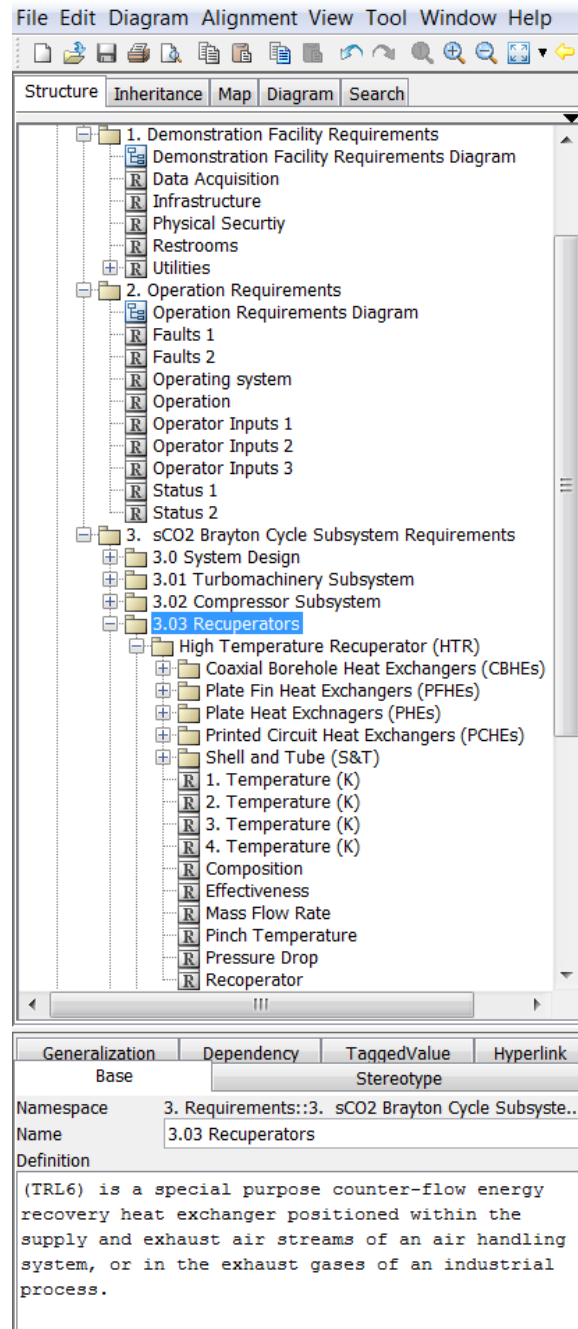 File Edit Diagram Alignment View Tool Window Help
Structure Inheritance Map Diagram Search
1. Demonstration Facility Requirements
Demonstration Facility Requirements Diagram
R Data Acquisition
R Infrastructure
R Physical Securtiy
R Restrooms
R Utilities
2. Operation Requirements
Operation Requirements Diagram
R Faults 1
R Faults 2
R Operating system
R Operation
R Operator Inputs 1
R Operator Inputs 2
R Operator Inputs 3
R Status 1
R Status 2
3. sCO2 Brayton Cycle Subsystem Requirements
3.0 System Design
3.01 Turbomachinery Subsystem
3.02 Compressor Subsystem
3.03 Recuperators
High Temperature Recuperator (HTR)
Coaxial Borehole Heat Exchangers (CBHEs)
Plate Fin Heat Exchangers (PFHEs)
Plate Heat Exchnagers (PHEs)
Printed Circuit Heat Exchangers (PCHEs)
Shell and Tube (S&T)
R 1. Temperature (K)
R 2. Temperature (K)
R 3. Temperature (K)
R 4. Temperature (K)
R Composition
R Effectiveness
R Mass Flow Rate
R Pinch Temperature
R Pressure Drop
R Recoperator
Generalization Dependency TaggedValue Hyperlink
Base Stereotype
Namespace 3. Requirements::3. sCO2 Brayton Cycle Subsyste..
Name 3.03 Recuperators
Definition
(TRL6) is a special purpose counter-flow energy
recovery heat exchanger positioned within the
supply and exhaust air streams of an air handling
system, or in the exhaust gases of an industrial
process.